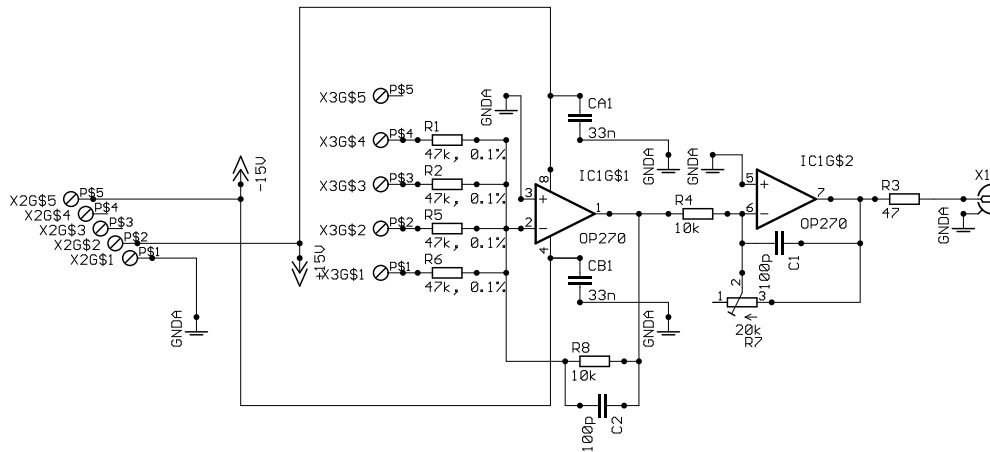 X3G$5
P$5
GNDA
CA1
33n
X3G$4
P$4
R1
47k, 0.1%
X3G$3
P$3
R2
47k, 0.1%
X3G$2
P$2
R5
47k, 0.1%
X3G$1
P$1
R6
47k, 0.1%
-15V
+15V
X2G$5
P$5
X2G$4
P$4
X2G$3
P$3
X2G$2
P$2
X2G$1
P$1
GNDA
8
3
+
2
-
4
1
IC1G$1
OP270
GNDA
CB1
33n
GNDA
R8
10k
100p
C2
R4
10k
GNDA
5
+
6
-
7
IC1G$2
OP270
100p
C1
2
1
3
20k
R7
R3
47
GNDA
X1